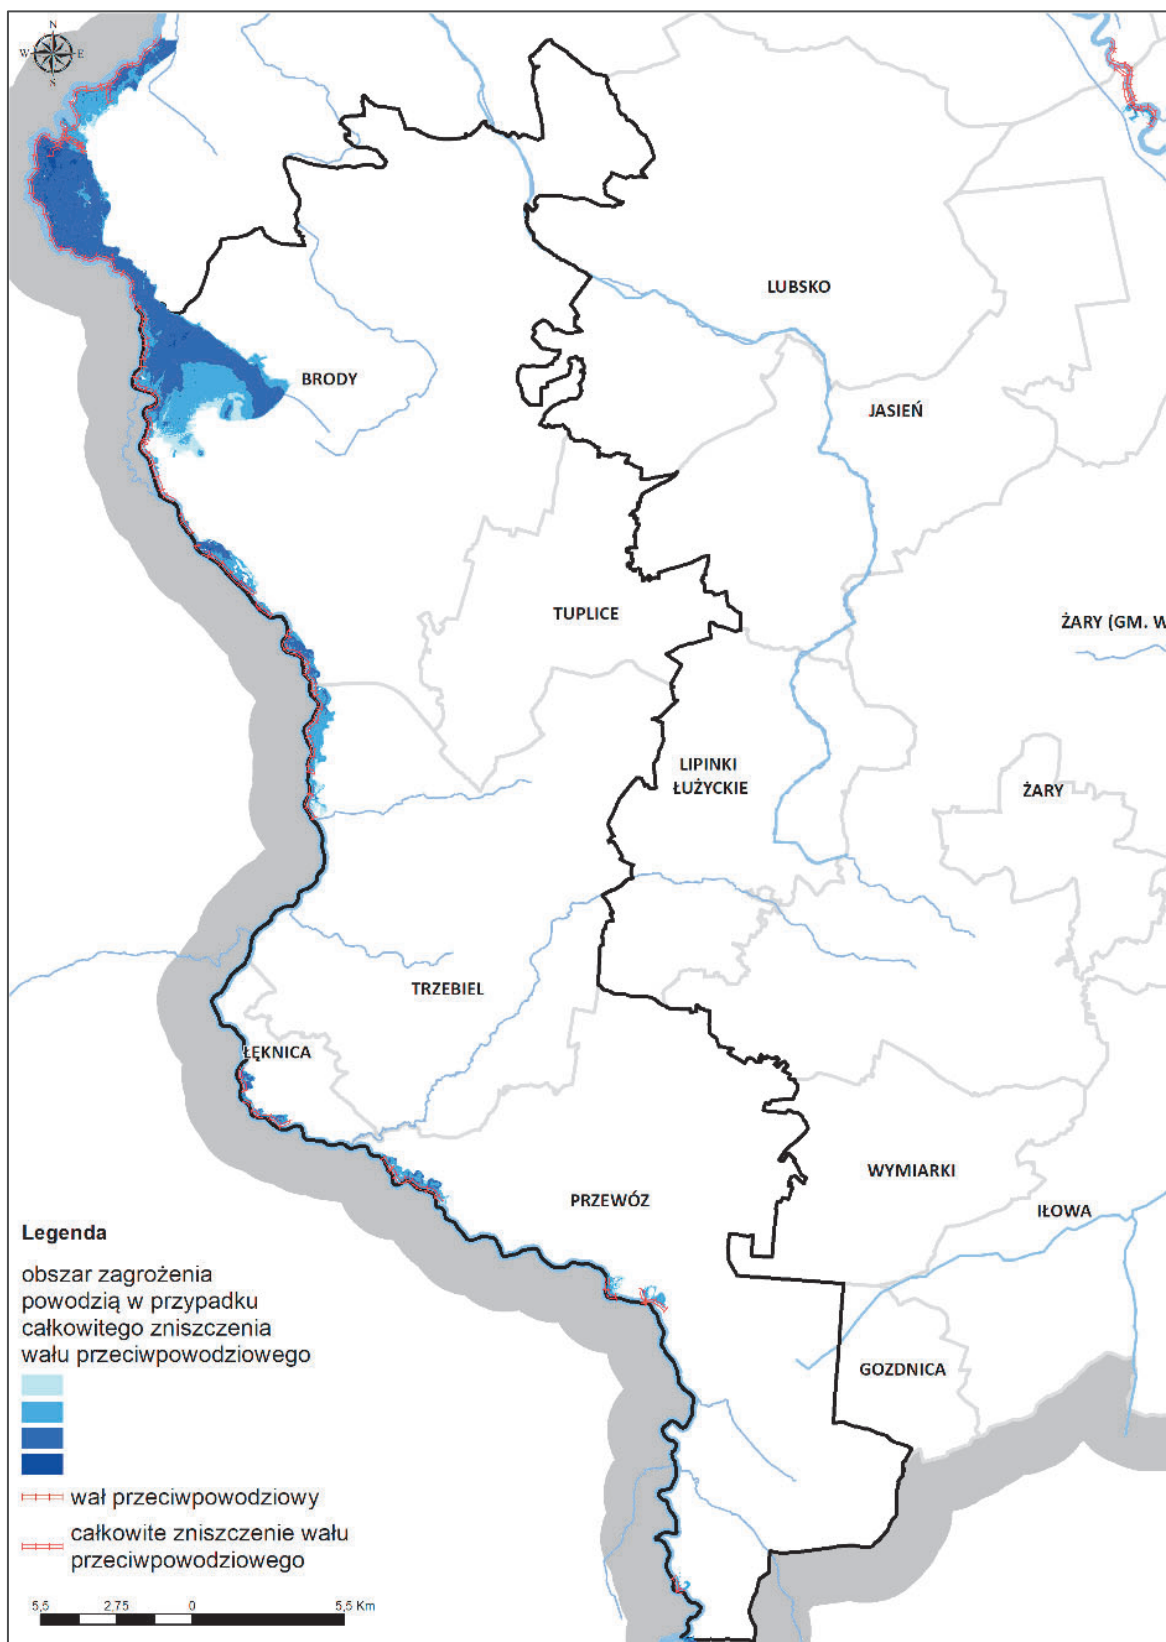 N
W E
S
LUBSKO
BRODY
JASIEŃ
TUPLICE
ŻARY (GM. W
LIPINKI
ŁUŻYCKIE
ŻARY
TRZEBIEL
ŁĘKNICA
WYMIARKI
PRZEWÓZ
IŁOWA
GOZDNICA
Legenda
obszar zagrożenia
powodzią w przypadku
całkowitego zniszczenia
wału przeciwpowodziowego
wał przeciwpowodziowy
całkowite zniszczenie wału
przeciwpowodziowego
5,5 2,75 0 5,5 Km